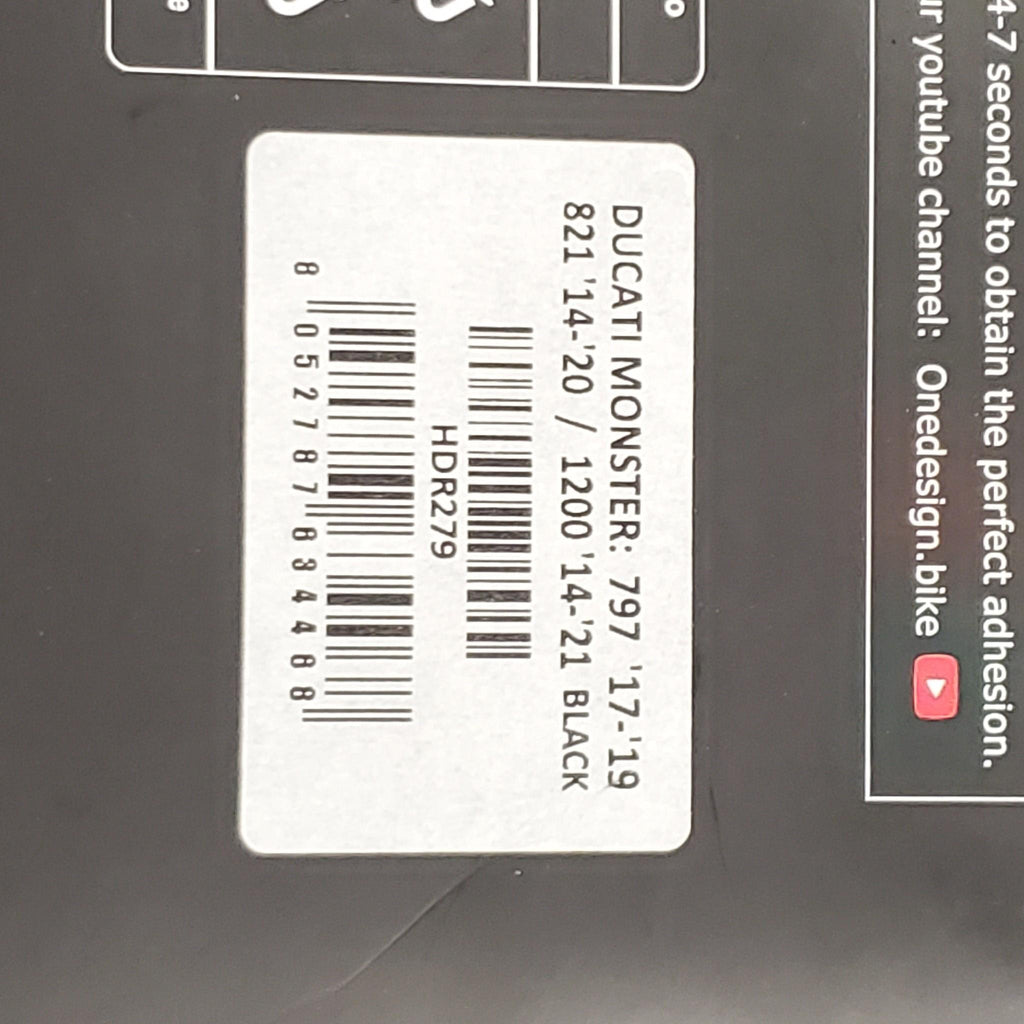 4-7 seconds to obtain the perfect adhesion.
ur youtube channel: Onedesign.bike
DUCATI MONSTER: 797 '17-'19
821 '14-'20 / 1200 '14-'21 BLACK
HDR279
8 052787